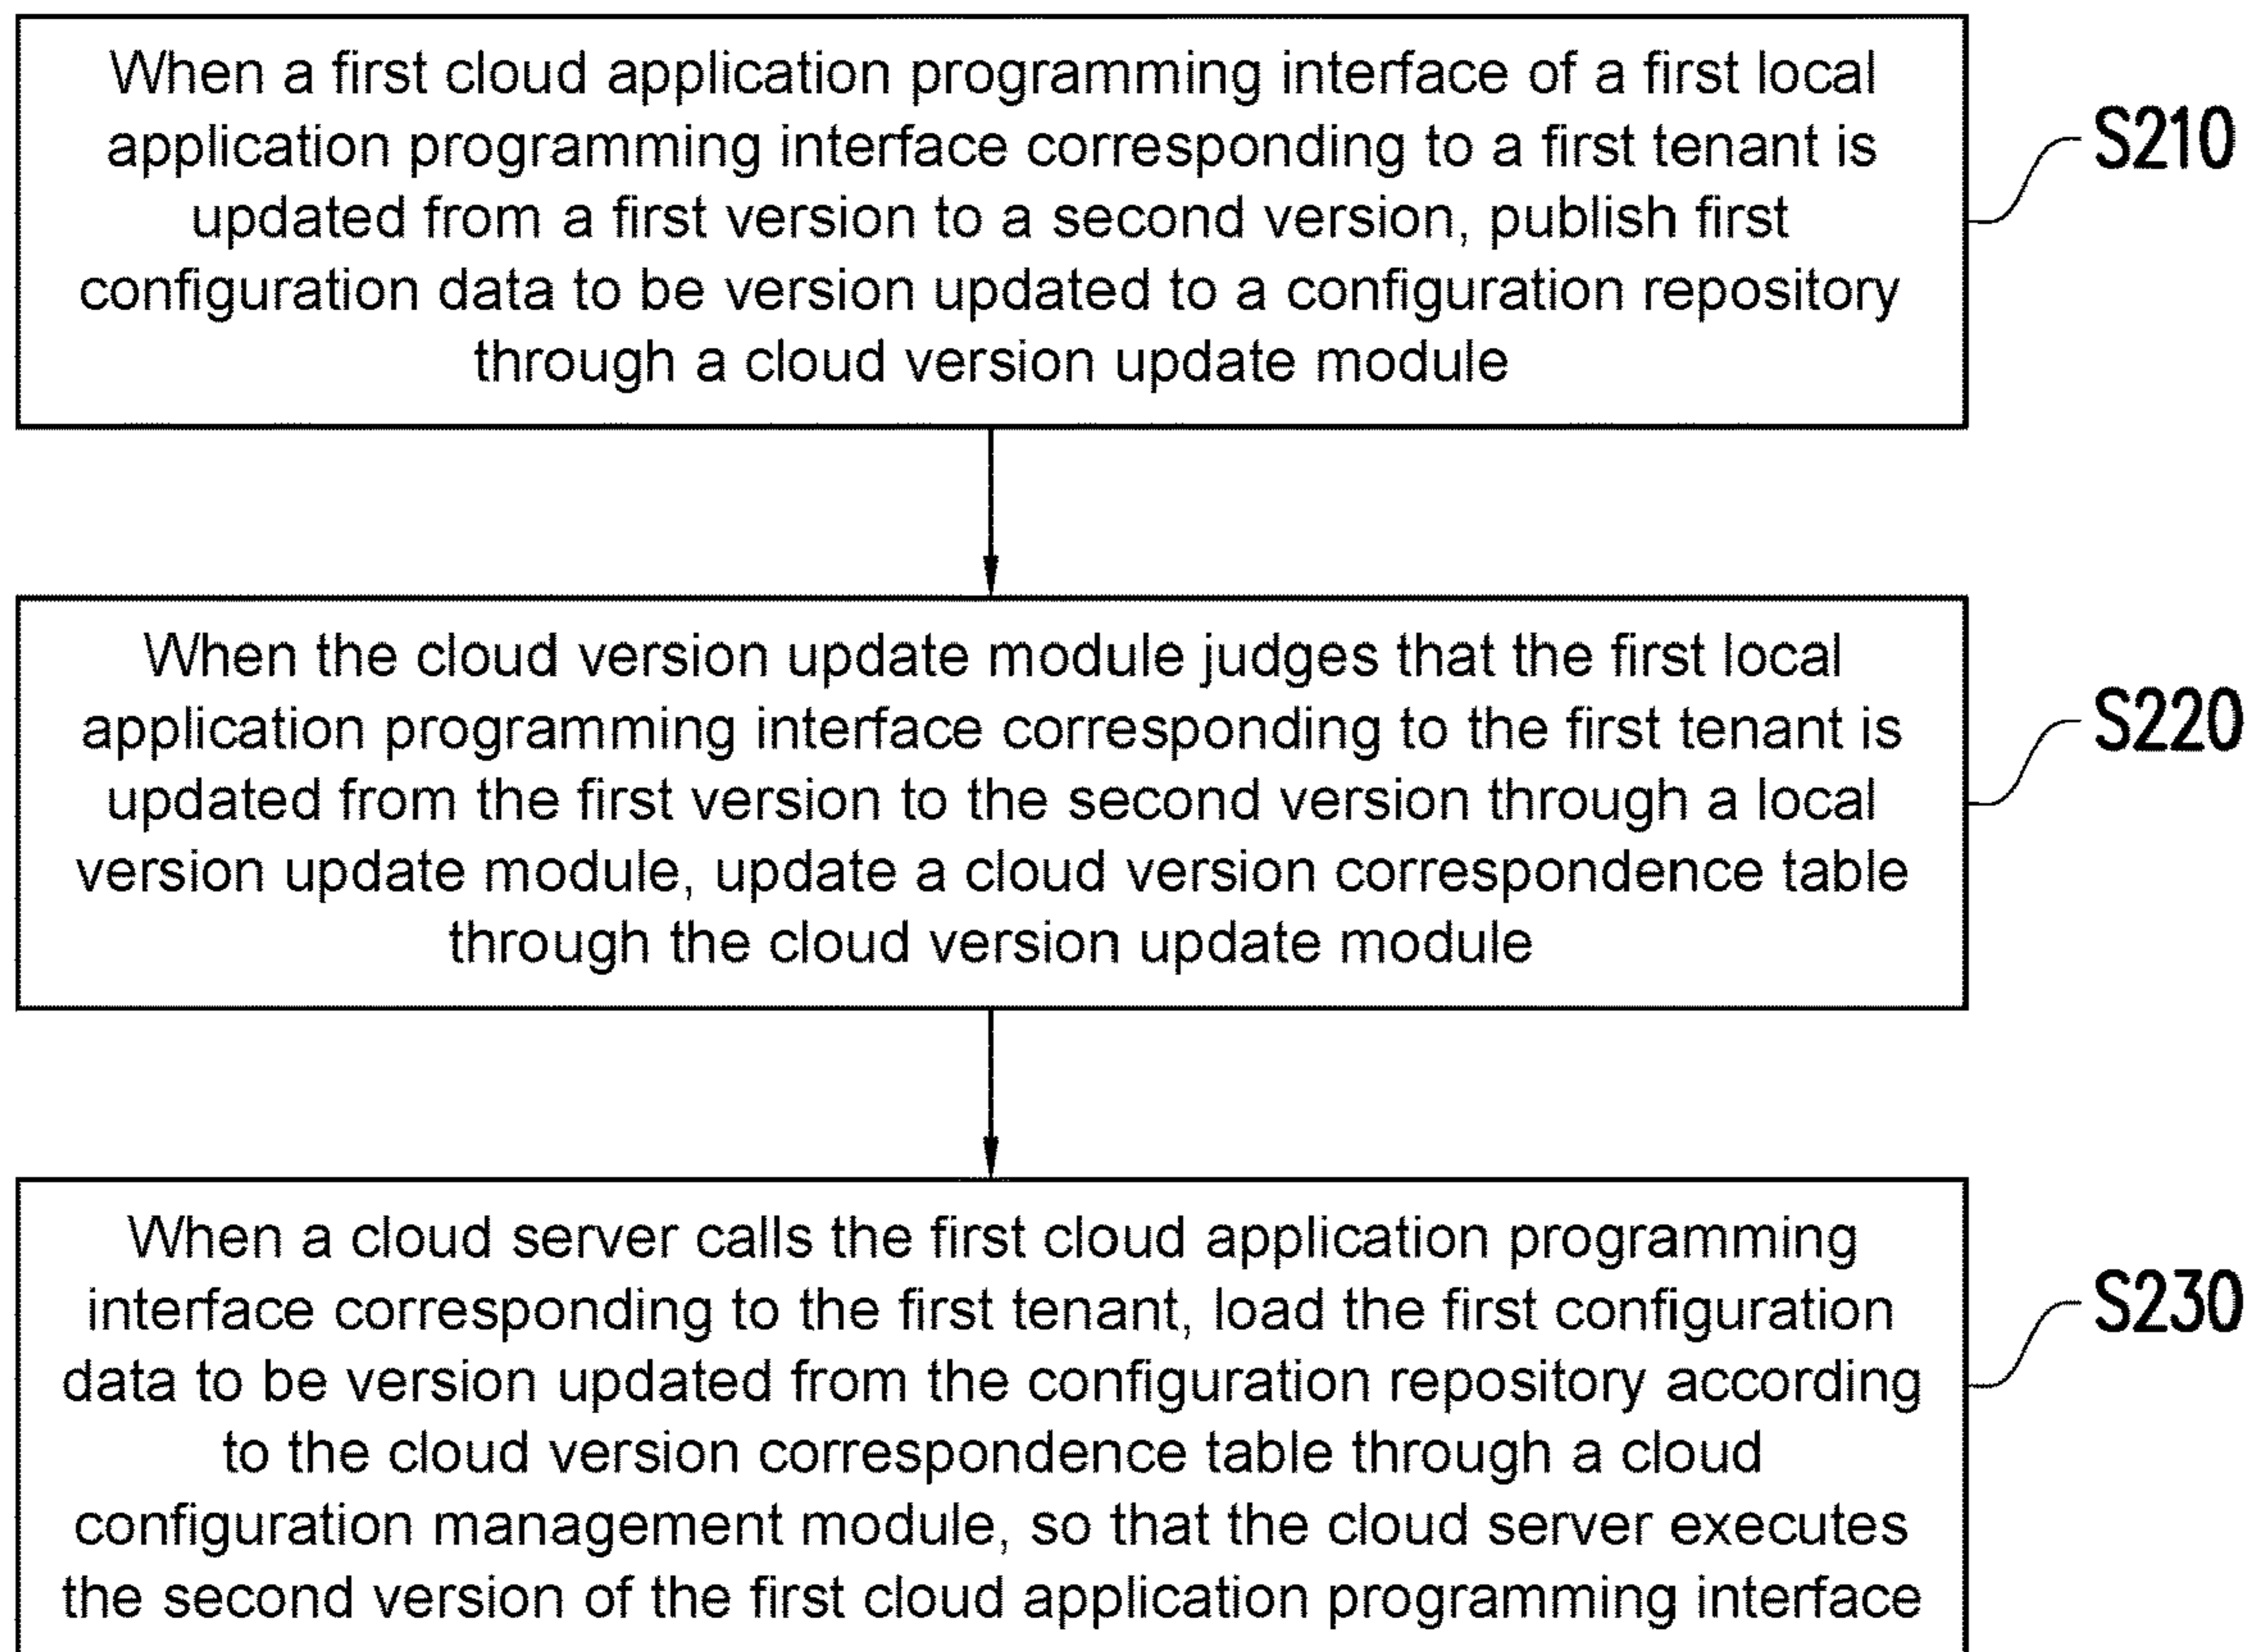 When a first cloud application programming interface of a first local
application programming interface corresponding to a first tenant is
updated from a first version to a second version, publish first
configuration data to be version updated to a configuration repository
through a cloud version update module
S210
When the cloud version update module judges that the first local
application programming interface corresponding to the first tenant is
updated from the first version to the second version through a local
version update module, update a cloud version correspondence table
through the cloud version update module
S220
When a cloud server calls the first cloud application programming
interface corresponding to the first tenant, load the first configuration
data to be version updated from the configuration repository according
to the cloud version correspondence table through a cloud
configuration management module, so that the cloud server executes
the second version of the first cloud application programming interface
S230